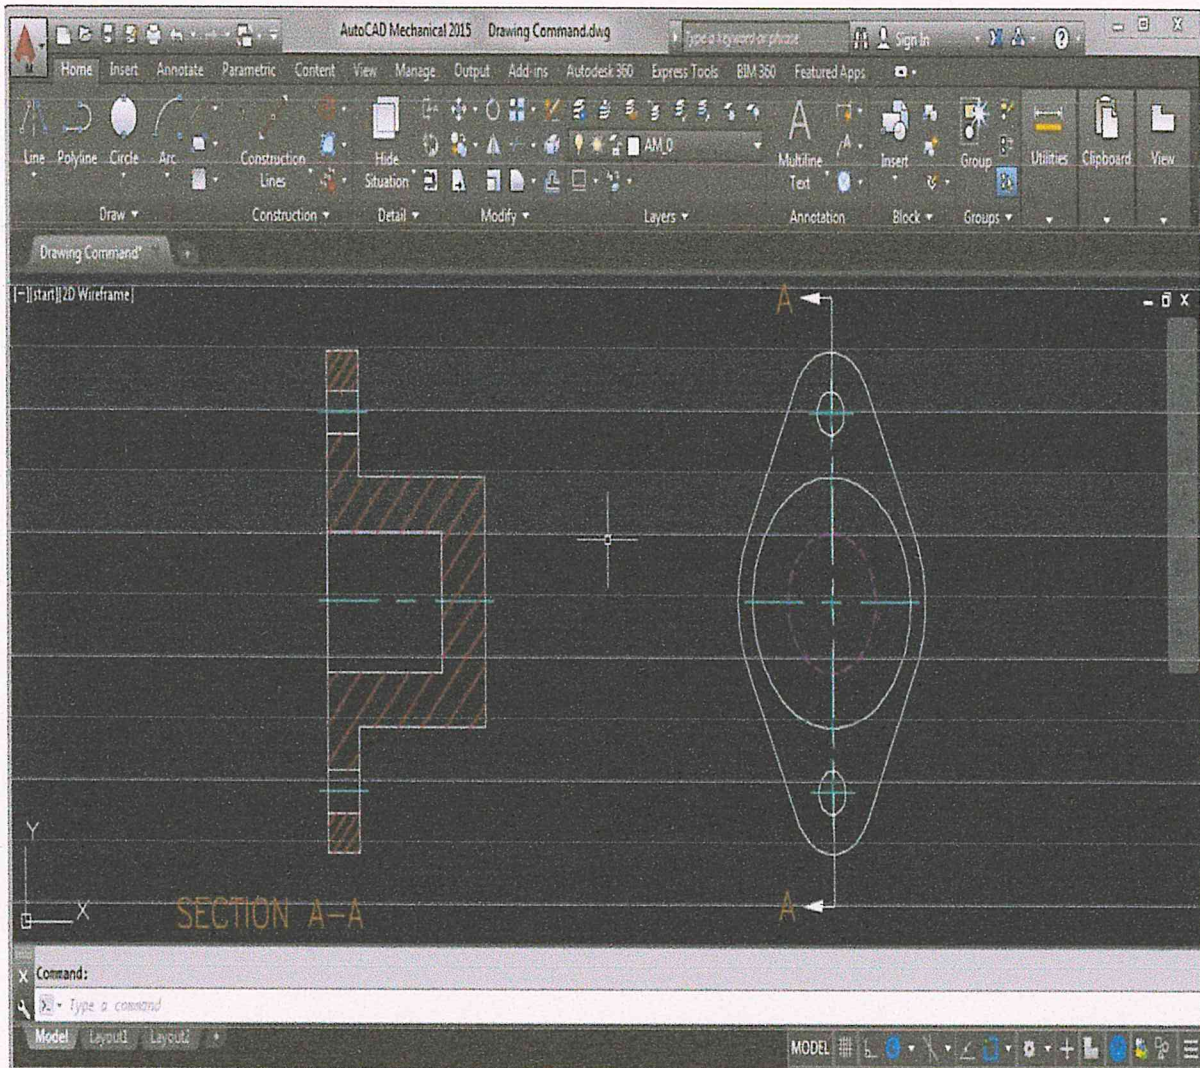 AutoCAD Mechanical 2015 Drawing Command.dwg Type a keyword or phrase Sign In
M
Home Insert Annotate Parametric Content View Manage Output Add-ins Autodesk 360 Express Tools BIM 360 Featured Apps
Line Polyline Circle Arc Construction Lines Hide Situation AM_0 Multiline Text Insert Group Utilities Clipboard View
Draw Construction Detail Modify Layers Annotation Block Groups
Drawing Command*
[-][start][2D Wireframe]
A
Y
X
SECTION A-A
A
Command:
Type a command
Model Layout1 Layout2 +
MODEL